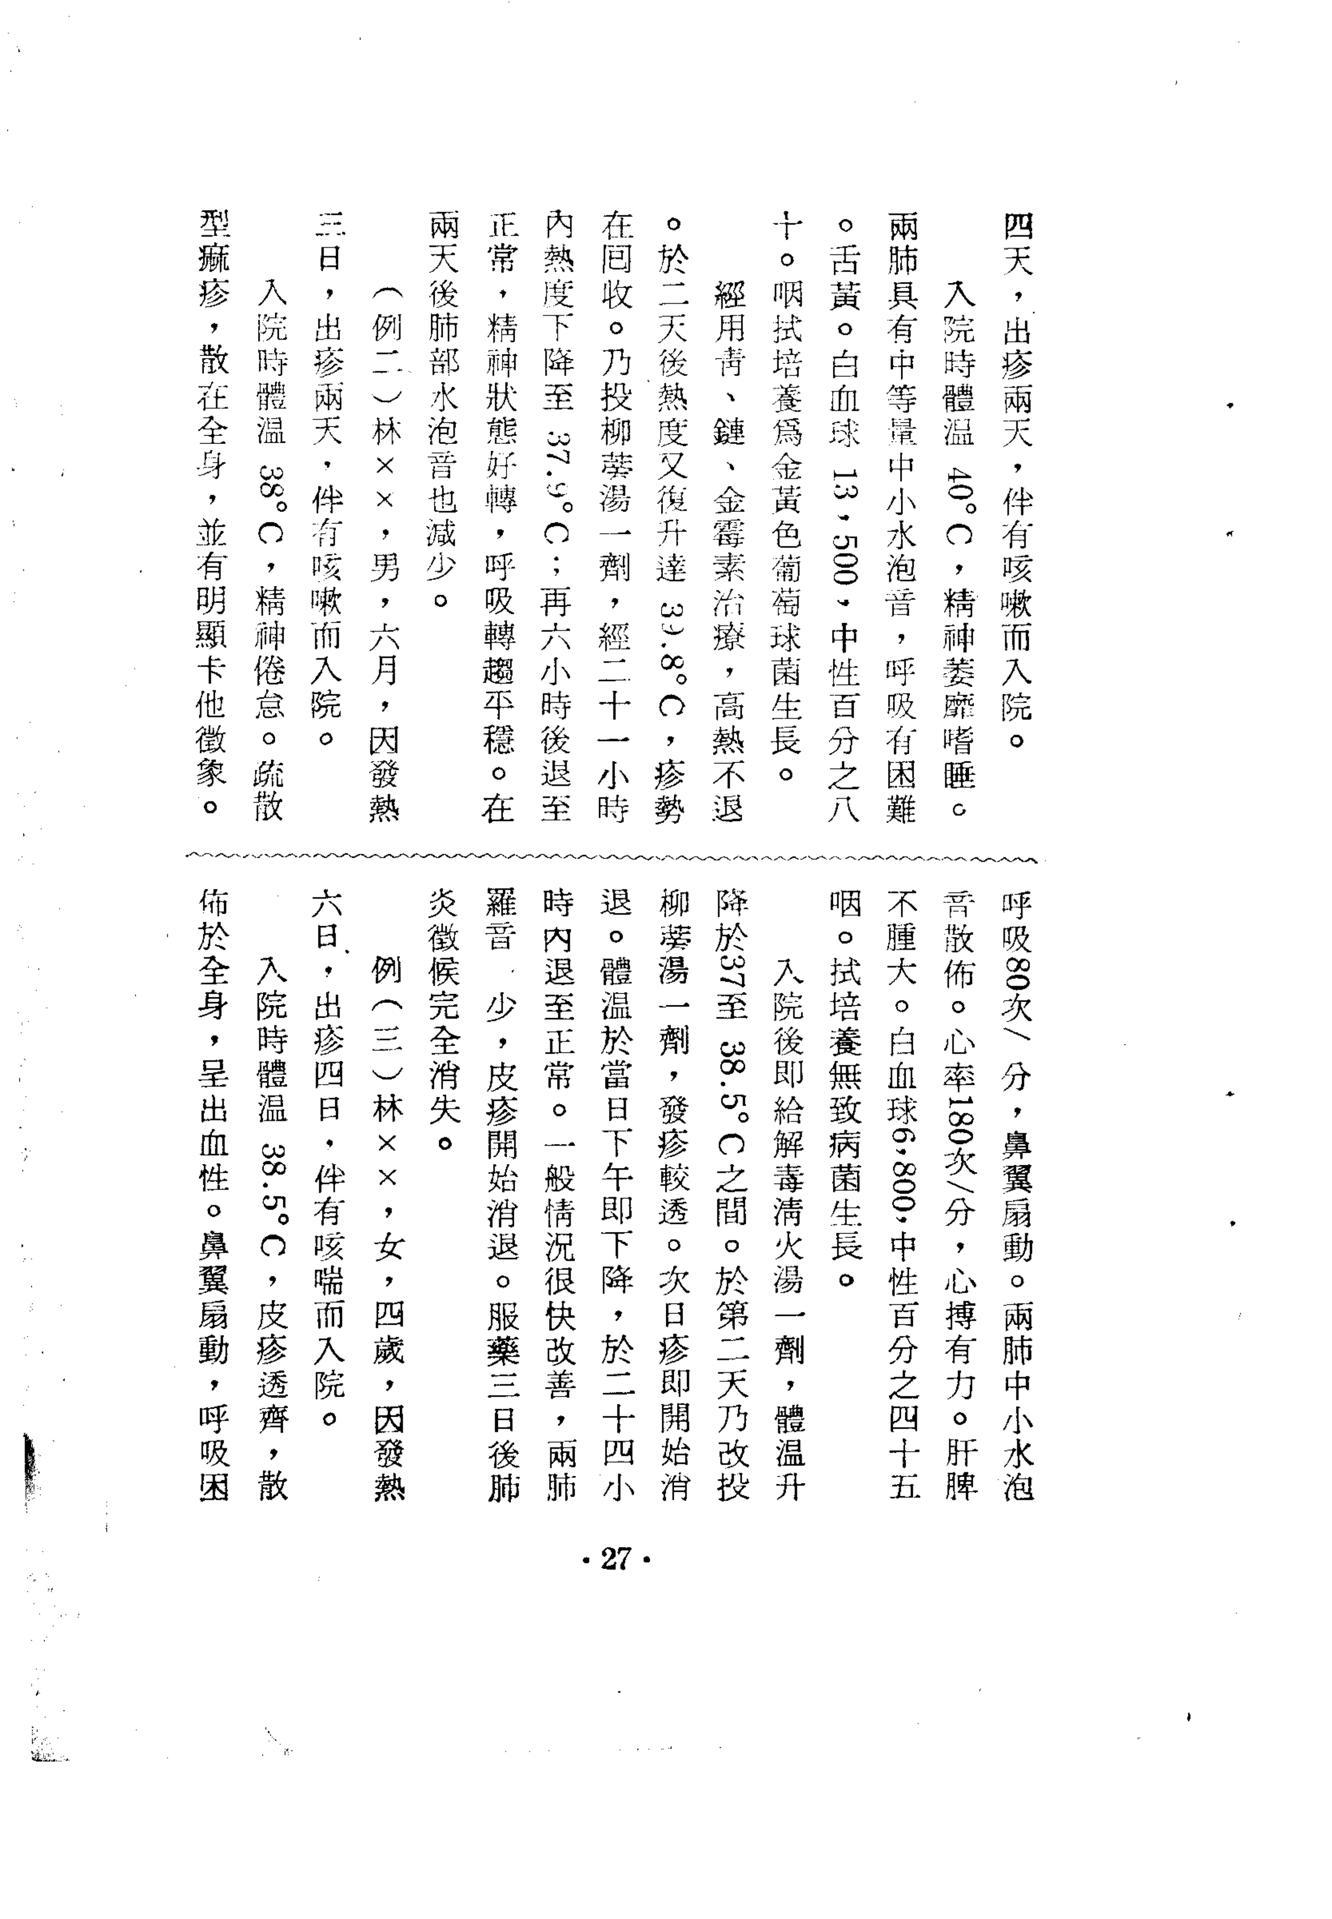 四天，出疹兩天，伴有咳嗽而入院。
入院時體温 40°C，精神萎靡嗜睡。
兩肺具有中等量中小水泡音，呼吸有困難
。舌黃。白血球 13,500,中性百分之八
十。咽拭培養爲金黃色葡萄球菌生長。
經用青、鏈、金霉素治療，高熱不退
。於二天後熱度又復升達 39.8°C，疹勢
在囘收。乃投柳蒡湯一劑，經二十一小時
內熱度下降至 37.9°C；再六小時後退至
正常，精神狀態好轉，呼吸轉趨平穩。在
兩天後肺部水泡音也減少。
（例二）林××，男，六月，因發熱
三日，出疹兩天，伴有咳嗽而入院。
入院時體温 38°C，精神倦怠。疏散
型痲疹，散在全身，並有明顯卡他徵象。
呼吸80次/分，鼻翼扇動。兩肺中小水泡
音散佈。心率180次/分，心搏有力。肝脾
不腫大。白血球6,800,中性百分之四十五
咽。拭培養無致病菌生長。
入院後即給解毒清火湯一劑，體温升
降於37至 38.5°C之間。於第二天乃改投
柳蒡湯一劑，發疹較透。次日疹即開始消
退。體温於當日下午即下降，於二十四小
時內退至正常。一般情況很快改善，兩肺
羅音 少，皮疹開始消退。服藥三日後肺
炎徵候完全消失。
例（三）林××，女，四歲，因發熱
六日，出疹四日，伴有咳喘而入院。
入院時體温 38.5°C，皮疹透齊，散
佈於全身，呈出血性。鼻翼扇動，呼吸困
·27·